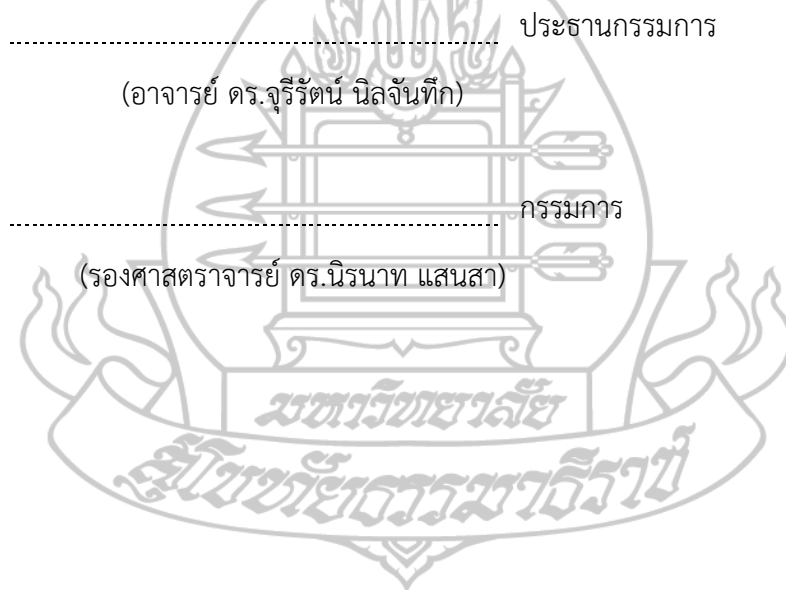 ประธานกรรมการ
(อาจารย์ ดร.จุรีรัตน์ นิลจันทึก)
กรรมการ
(รองศาสตราจารย์ ดร.นิรนาท แสนสา)
มหาวิทยาลัย
สุโขทัยธรรมาธิราช